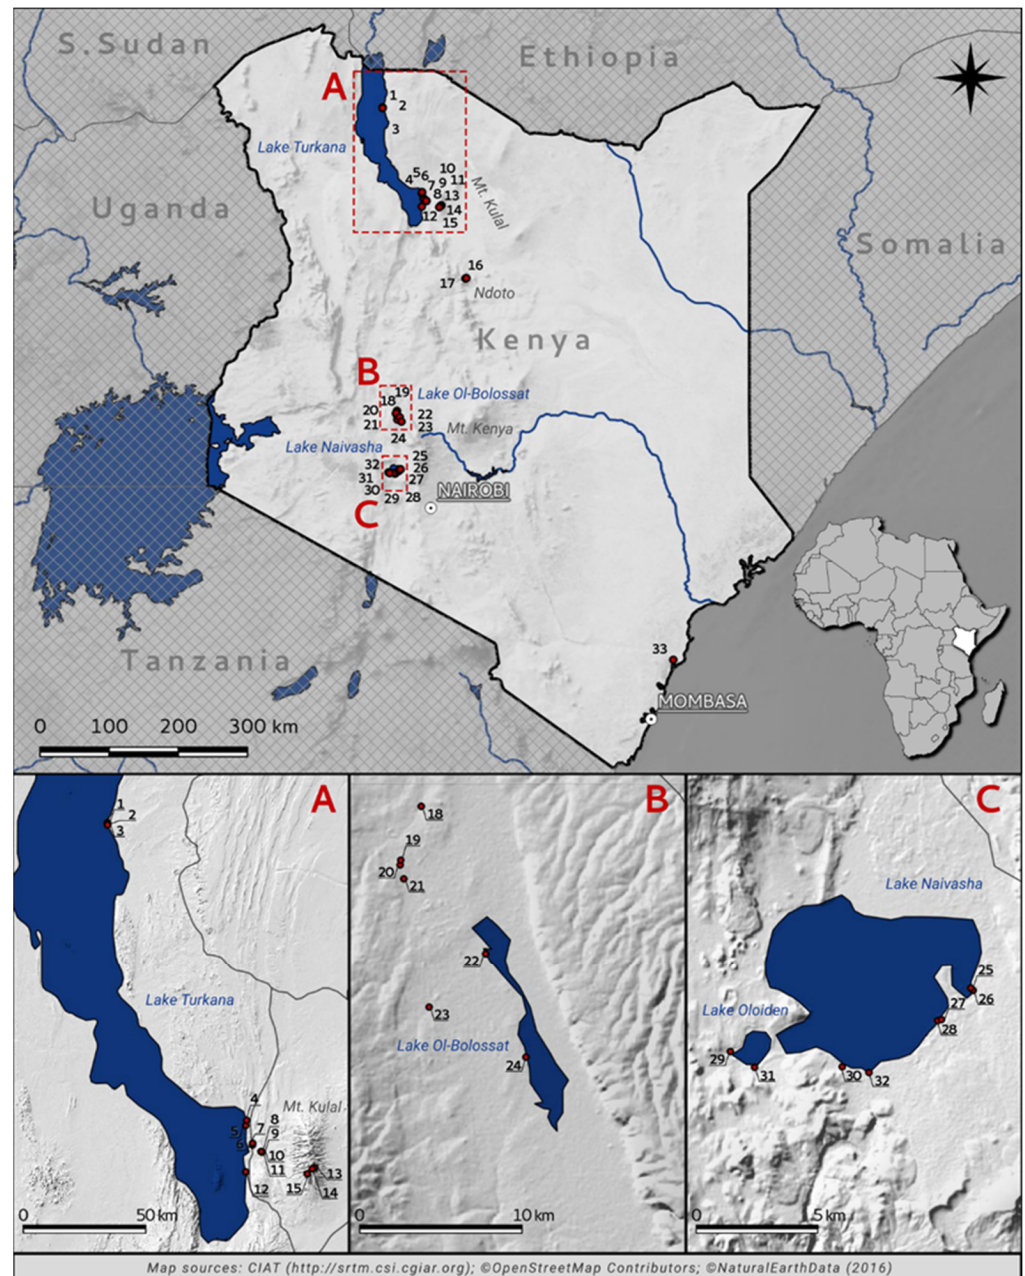 S.Sudan
Ethiopia
A
1
2
3
Lake Turkana
10
4 5 6 7 9 11
8 13
12 14
15
Mt. Kulal
Uganda
Somalia
16
17
Ndoto
Kenya
B
19
18
Lake Ol-Bolossat
20 22
21 23
24
Mt. Kenya
Lake Naivasha
25
32 26
31 27
30 29 28
C
NAIROBI
Tanzania
33
MOMBASA
0 100 200 300 km
A
1
2
3
Lake Turkana
4
5
6
7
8
9
10
11
12
Mt. Kulal
13
14
15
0 50 km
B
18
19
20
21
22
23
Lake Ol-Bolossat
24
0 10 km
C
Lake Naivasha
25
26
27
28
Lake Oloiden
29
31
30
32
0 5 km
Map sources: CIAT (http://srtm.csi.cgiar.org); ©OpenStreetMap Contributors; ©NaturalEarthData (2016)